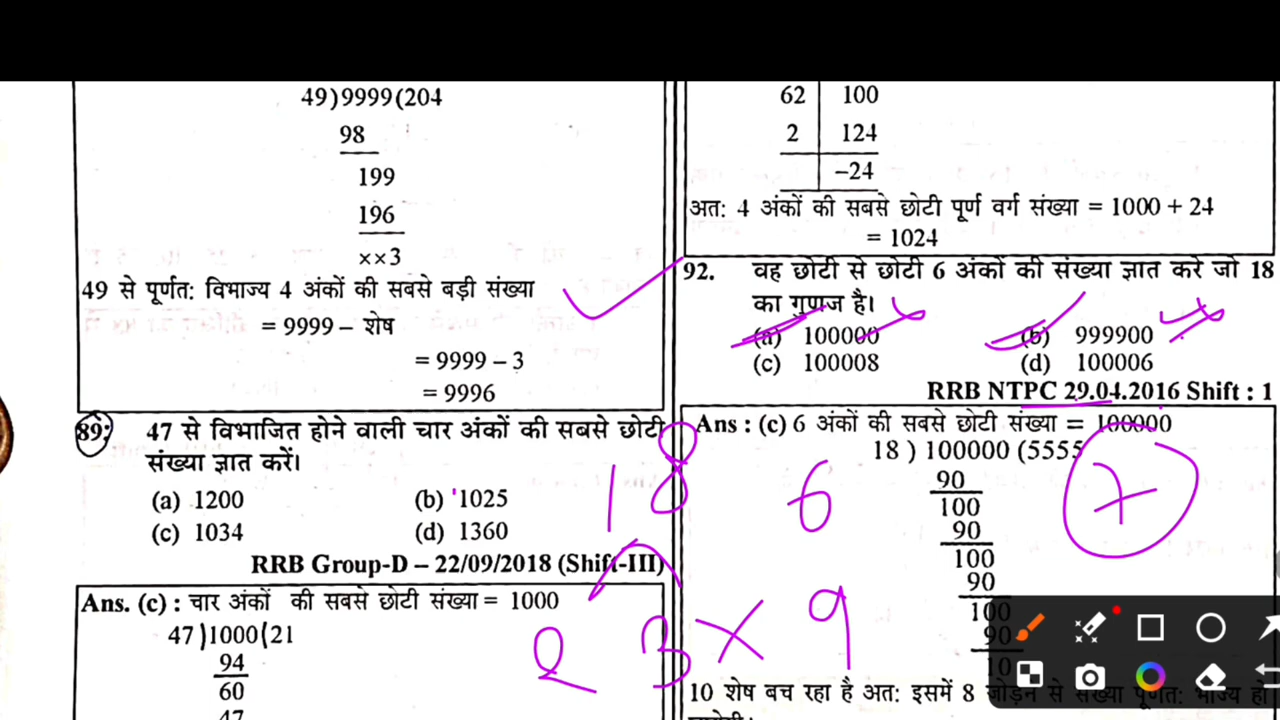 49)9999(204
98
199
196
××3
49 से पूर्णत: विभाज्य 4 अंकों की सबसे बड़ी संख्या
= 9999 – शेष
= 9999 – 3
= 9996
89. 47 से विभाजित होने वाली चार अंकों की सबसे छोटी
संख्या ज्ञात करें।
(a) 1200 (b) 1025
(c) 1034 (d) 1360
RRB Group-D – 22/09/2018 (Shift-III)
Ans. (c) : चार अंकों की सबसे छोटी संख्या = 1000
47)1000(21
94
60
47
62 100
2 124
–24
अत: 4 अंकों की सबसे छोटी पूर्ण वर्ग संख्या = 1000 + 24
= 1024
92. वह छोटी से छोटी 6 अंकों की संख्या ज्ञात करे जो 18
का गुणज है।
(a) 100000 (b) 999900
(c) 100008 (d) 100006
RRB NTPC 29.04.2016 Shift : 1
Ans : (c) 6 अंकों की सबसे छोटी संख्या = 100000
18 ) 100000 (5555
90
100
90
100
90
100
90
10
10 शेष बच रहा है अत: इसमें 8 जोड़ने से संख्या पूर्णत: भाज्य हो
18 6 7
2 3 × 9